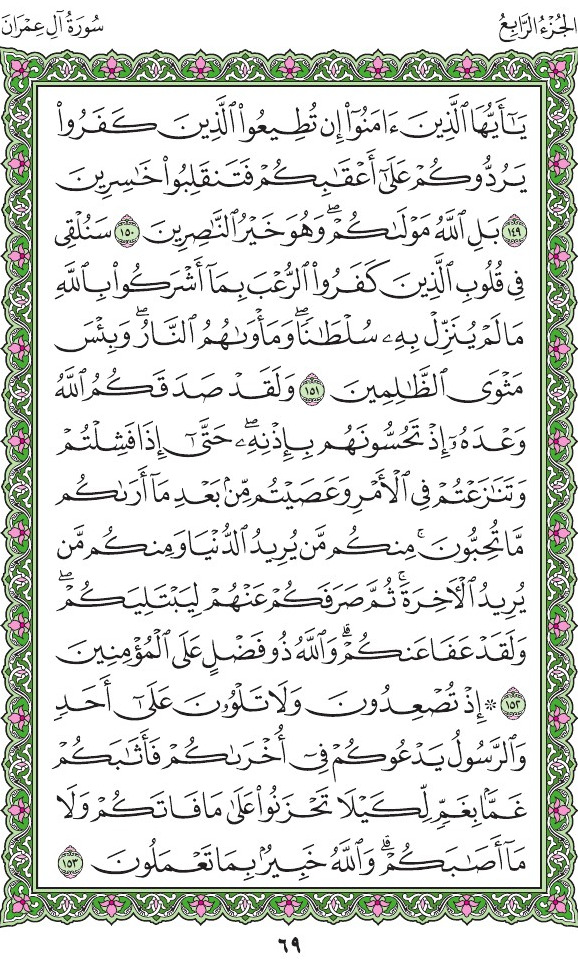 الجُزْءُ الرَّابِعُ
سُورَةُ آلِ عِمْرَانَ
يَٰٓأَيُّهَا ٱلَّذِينَ ءَامَنُوٓا۟ إِن تُطِيعُوا۟ ٱلَّذِينَ كَفَرُوا۟
يَرُدُّوكُمْ عَلَىٰٓ أَعْقَٰبِكُمْ فَتَنقَلِبُوا۟ خَٰسِرِينَ
١٤٩ بَلِ ٱللَّهُ مَوْلَىٰكُمْ ۖ وَهُوَ خَيْرُ ٱلنَّٰصِرِينَ ١٥٠ سَنُلْقِى
فِى قُلُوبِ ٱلَّذِينَ كَفَرُوا۟ ٱلرُّعْبَ بِمَآ أَشْرَكُوا۟ بِٱللَّهِ
مَا لَمْ يُنَزِّلْ بِهِۦ سُلْطَٰنًا ۖ وَمَأْوَىٰهُمُ ٱلنَّارُ ۖ وَبِئْسَ
مَثْوَى ٱلظَّٰلِمِينَ ١٥١ وَلَقَدْ صَدَقَكُمُ ٱللَّهُ
وَعْدَهُۥٓ إِذْ تَحُسُّونَهُم بِإِذْنِهِۦ ۖ حَتَّىٰٓ إِذَا فَشِلْتُمْ
وَتَنَٰزَعْتُمْ فِى ٱلْأَمْرِ وَعَصَيْتُم مِّنۢ بَعْدِ مَآ أَرَىٰكُم
مَّا تُحِبُّونَ ۚ مِنكُم مَّن يُرِيدُ ٱلدُّنْيَا وَمِنكُم مَّن
يُرِيدُ ٱلْءَاخِرَةَ ۚ ثُمَّ صَرَفَكُمْ عَنْهُمْ لِيَبْتَلِيَكُمْ ۖ
وَلَقَدْ عَفَا عَنكُمْ ۗ وَٱللَّهُ ذُو فَضْلٍ عَلَى ٱلْمُؤْمِنِينَ
١٥٢ ۞ إِذْ تُصْعِدُونَ وَلَا تَلْوُۥنَ عَلَىٰٓ أَحَدٍ
وَٱلرَّسُولُ يَدْعُوكُمْ فِىٓ أُخْرَىٰكُمْ فَأَثَٰبَكُمْ
غَمًّۢا بِغَمٍّ لِّكَيْلَا تَحْزَنُوا۟ عَلَىٰ مَا فَاتَكُمْ وَلَا
مَآ أَصَٰبَكُمْ ۗ وَٱللَّهُ خَبِيرٌۢ بِمَا تَعْمَلُونَ ١٥٣
٦٩